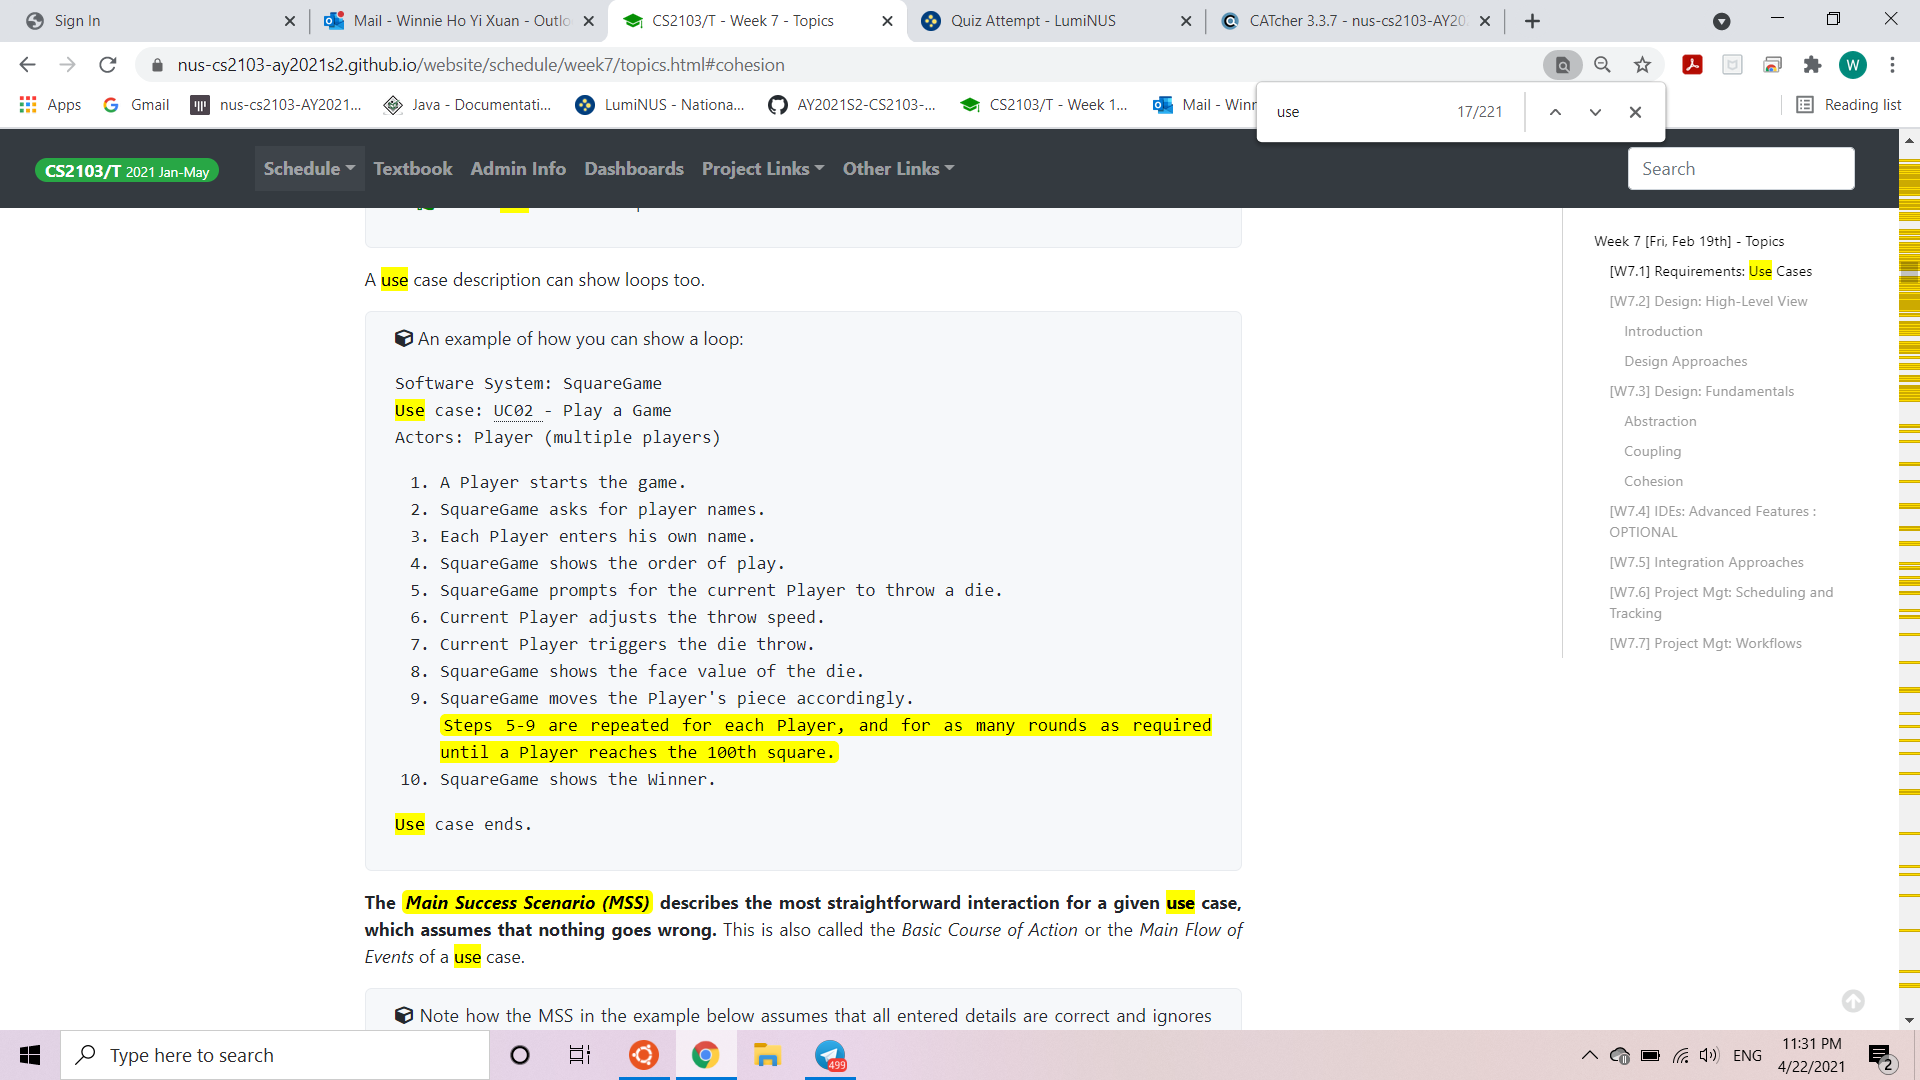 Sign In
Mail - Winnie Ho Yi Xuan - Outlo
CS2103/T - Week 7 - Topics
Quiz Attempt - LumiNUS
CATcher 3.3.7 - nus-cs2103-AY20
nus-cs2103-ay2021s2.github.io/website/schedule/week7/topics.html#cohesion
W
Apps
Gmail
nus-cs2103-AY2021...
Java - Documentati...
LumiNUS - Nationa...
AY2021S2-CS2103-...
CS2103/T - Week 1...
Mail - Winn
Reading list
use
17/221
CS2103/T 2021 Jan-May
Schedule
Textbook
Admin Info
Dashboards
Project Links
Other Links
Search
A use case description can show loops too.
An example of how you can show a loop:
Software System: SquareGame
Use case: UC02 - Play a Game
Actors: Player (multiple players)
1. A Player starts the game.
2. SquareGame asks for player names.
3. Each Player enters his own name.
4. SquareGame shows the order of play.
5. SquareGame prompts for the current Player to throw a die.
6. Current Player adjusts the throw speed.
7. Current Player triggers the die throw.
8. SquareGame shows the face value of the die.
9. SquareGame moves the Player's piece accordingly.
Steps 5-9 are repeated for each Player, and for as many rounds as required
until a Player reaches the 100th square.
10. SquareGame shows the Winner.
Use case ends.
The Main Success Scenario (MSS) describes the most straightforward interaction for a given use case,
which assumes that nothing goes wrong. This is also called the Basic Course of Action or the Main Flow of
Events of a use case.
Note how the MSS in the example below assumes that all entered details are correct and ignores
Week 7 [Fri, Feb 19th] - Topics
[W7.1] Requirements: Use Cases
[W7.2] Design: High-Level View
Introduction
Design Approaches
[W7.3] Design: Fundamentals
Abstraction
Coupling
Cohesion
[W7.4] IDEs: Advanced Features :
OPTIONAL
[W7.5] Integration Approaches
[W7.6] Project Mgt: Scheduling and
Tracking
[W7.7] Project Mgt: Workflows
Type here to search
499
ENG
11:31 PM
4/22/2021
2